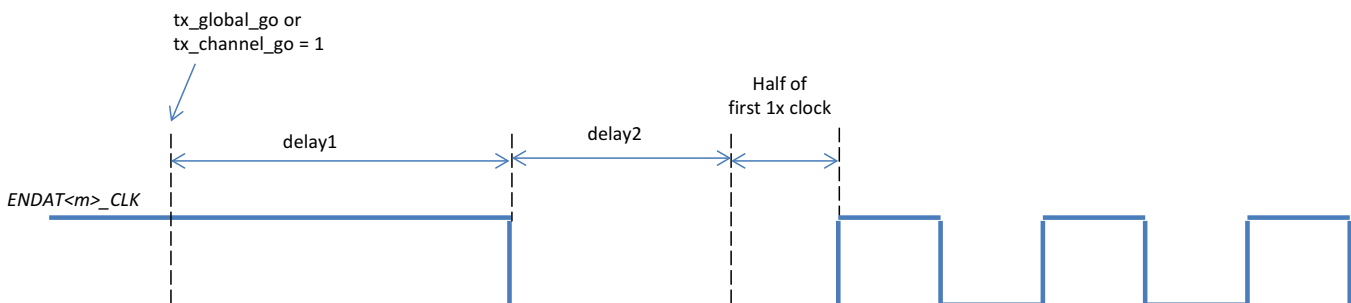 tx_global_go or
tx_channel_go = 1
Half of
first 1x clock
delay1
delay2
ENDAT<m>_CLK